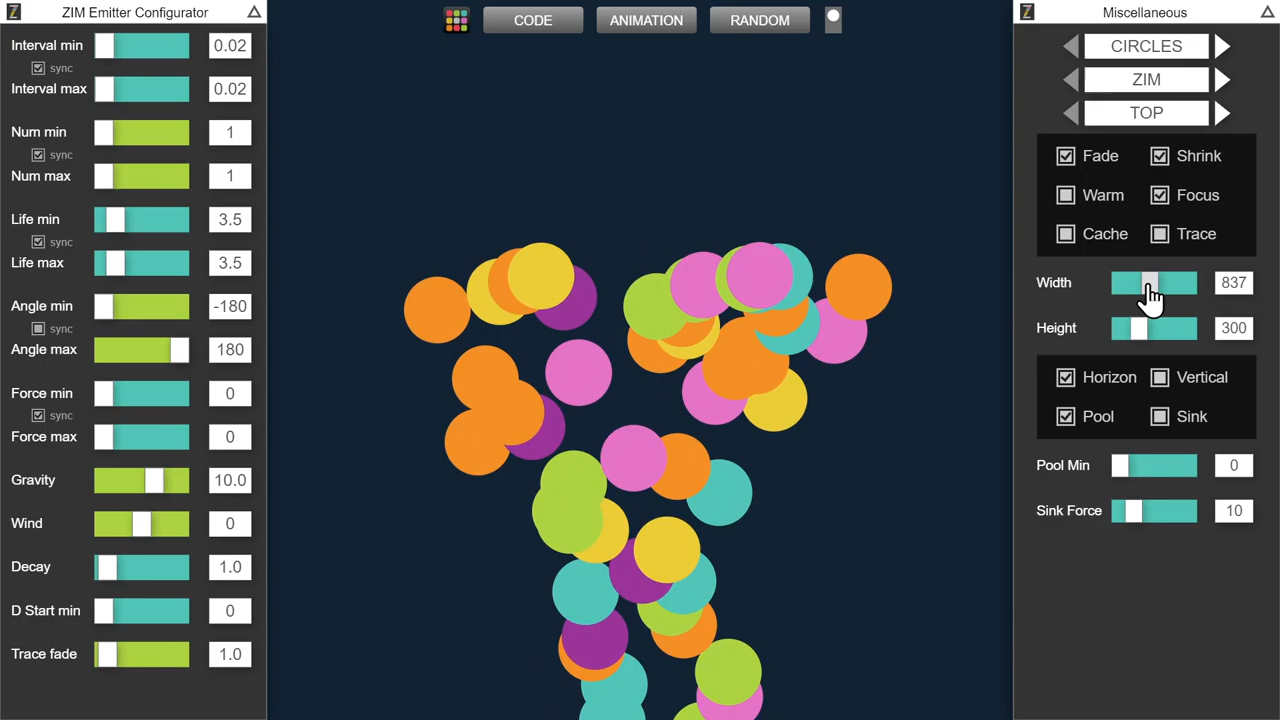 ZIM Emitter Configurator
Interval min 0.02
sync
Interval max 0.02
Num min 1
sync
Num max 1
Life min 3.5
sync
Life max 3.5
Angle min -180
sync
Angle max 180
Force min 0
sync
Force max 0
Gravity 10.0
Wind 0
Decay 1.0
D Start min 0
Trace fade 1.0
CODE ANIMATION RANDOM
Miscellaneous
CIRCLES
ZIM
TOP
Fade Shrink
Warm Focus
Cache Trace
Width 837
Height 300
Horizon Vertical
Pool Sink
Pool Min 0
Sink Force 10